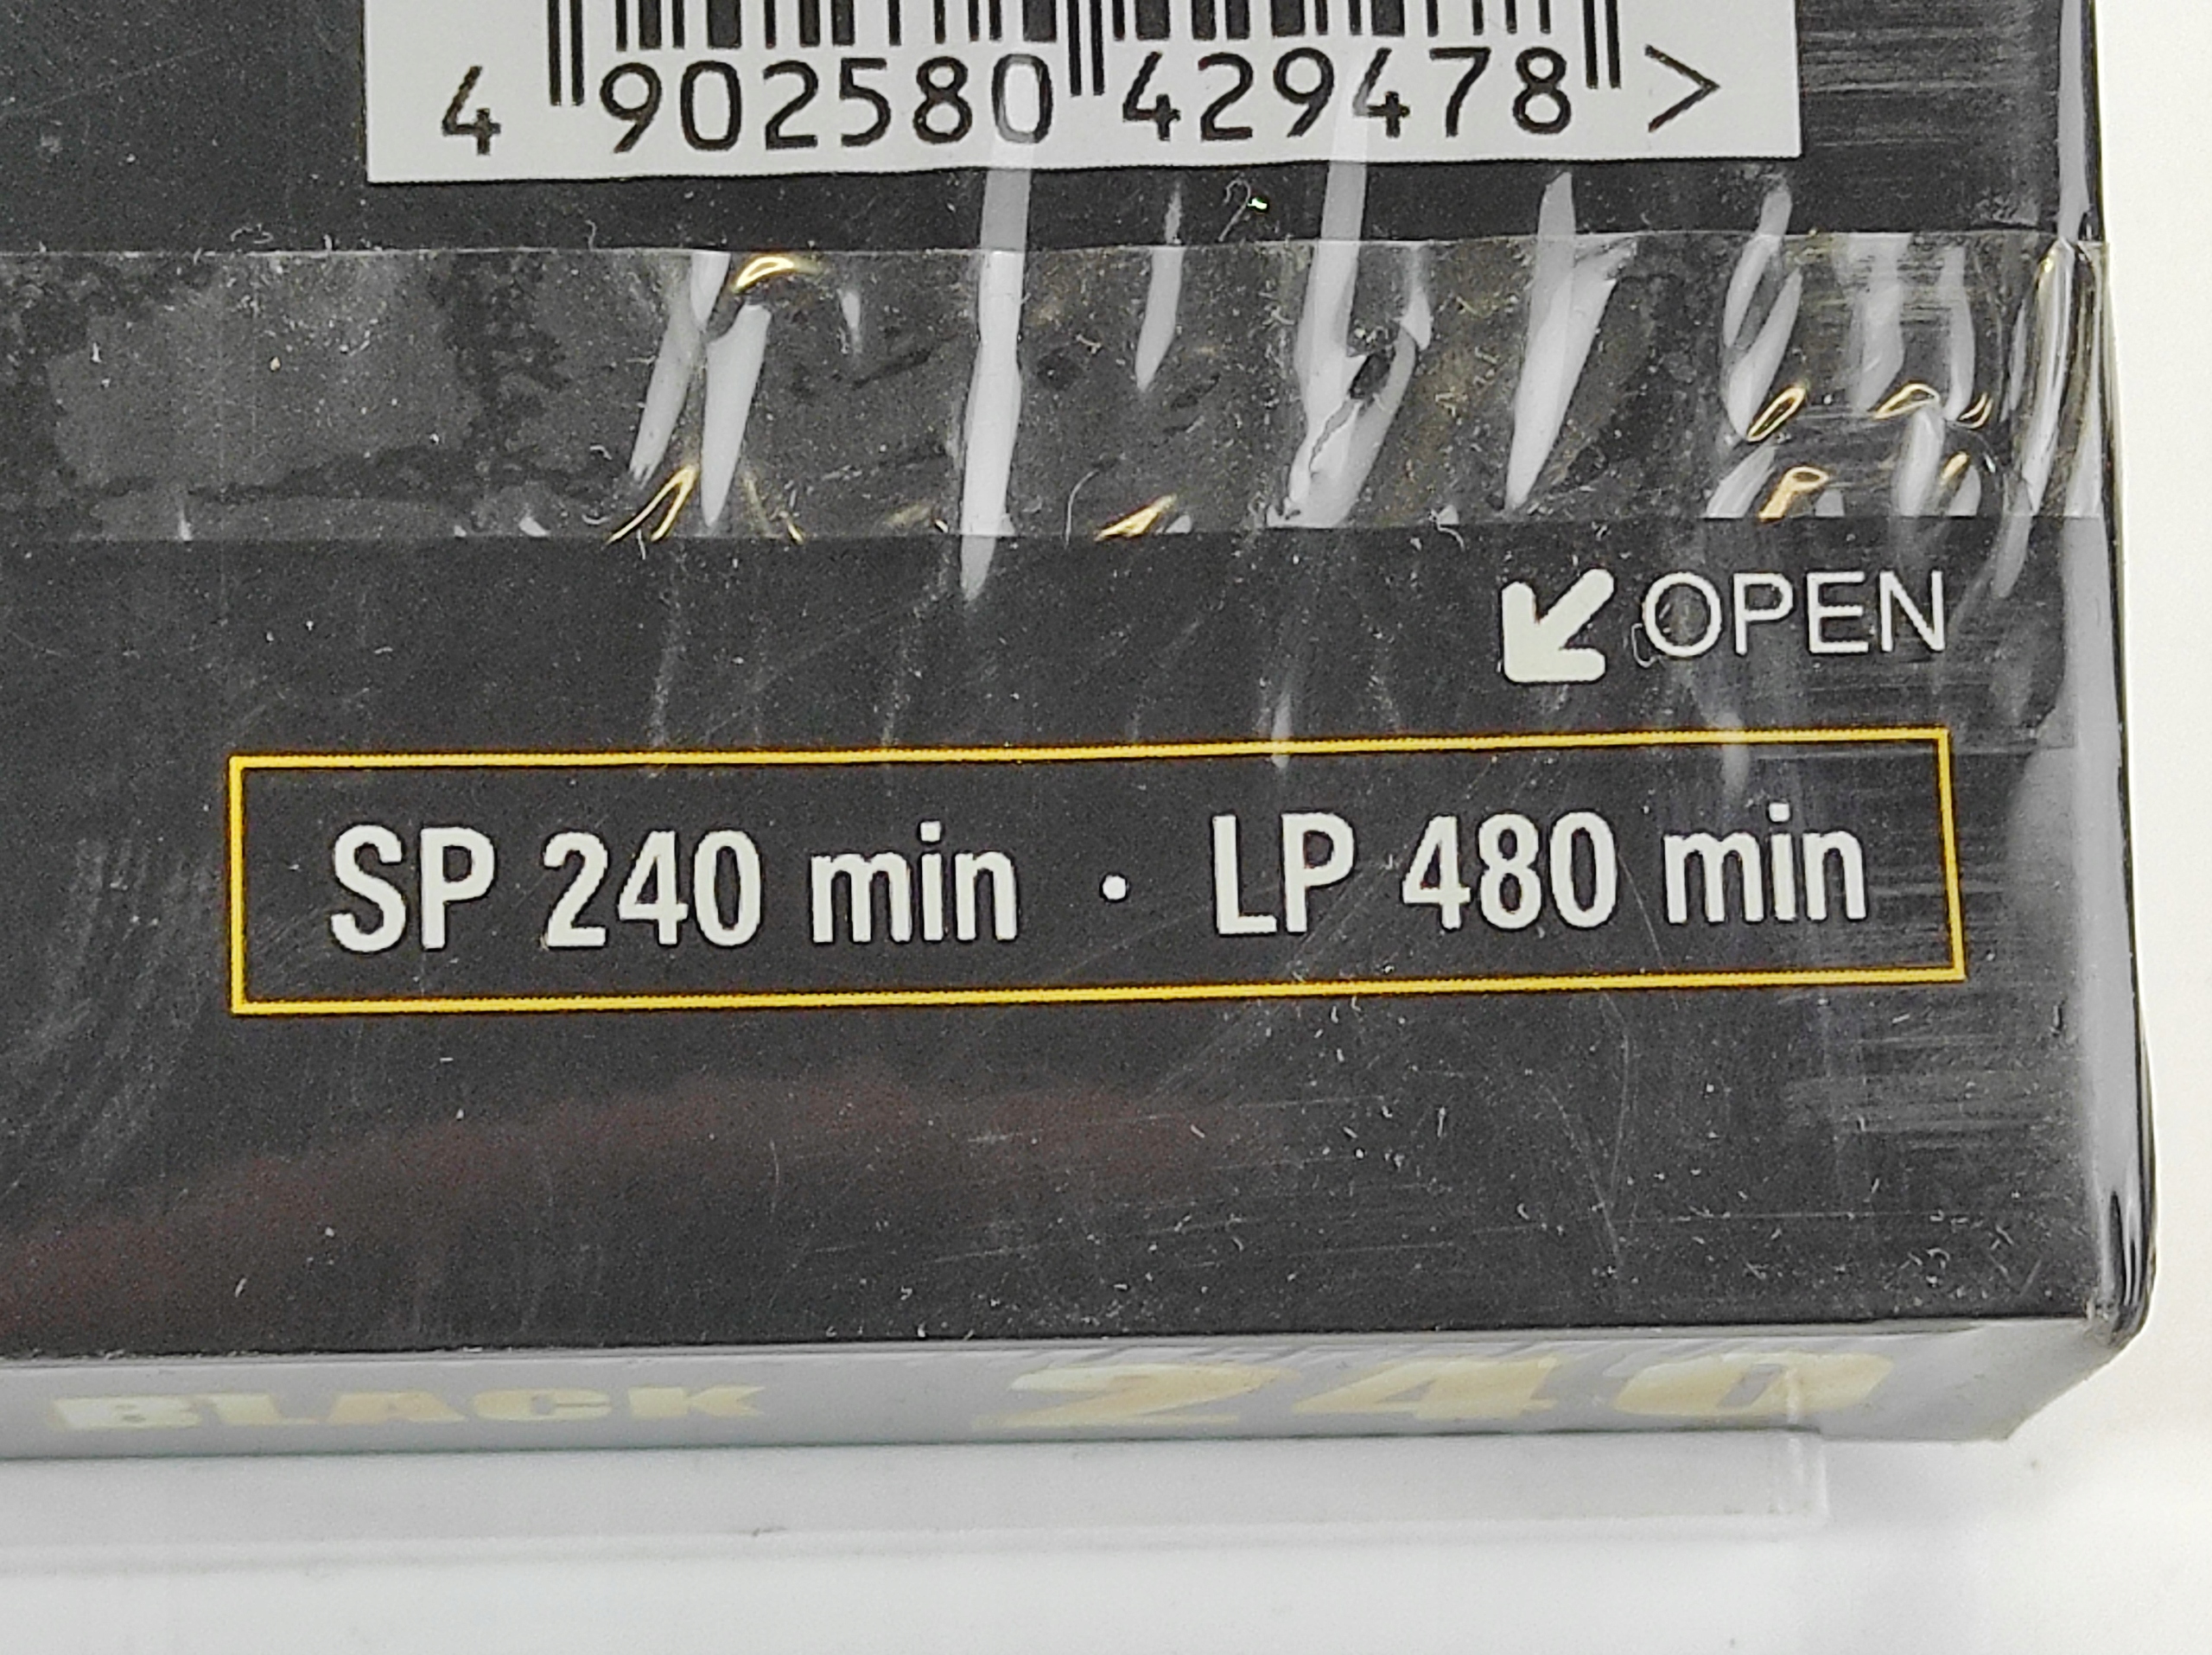 4 902580 429478 >
OPEN
SP 240 min · LP 480 min
BLACK 240